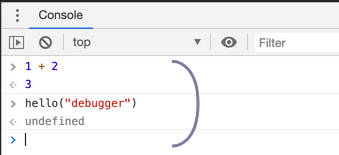 Console
top
Filter
1 + 2
3
hello("debugger")
undefined